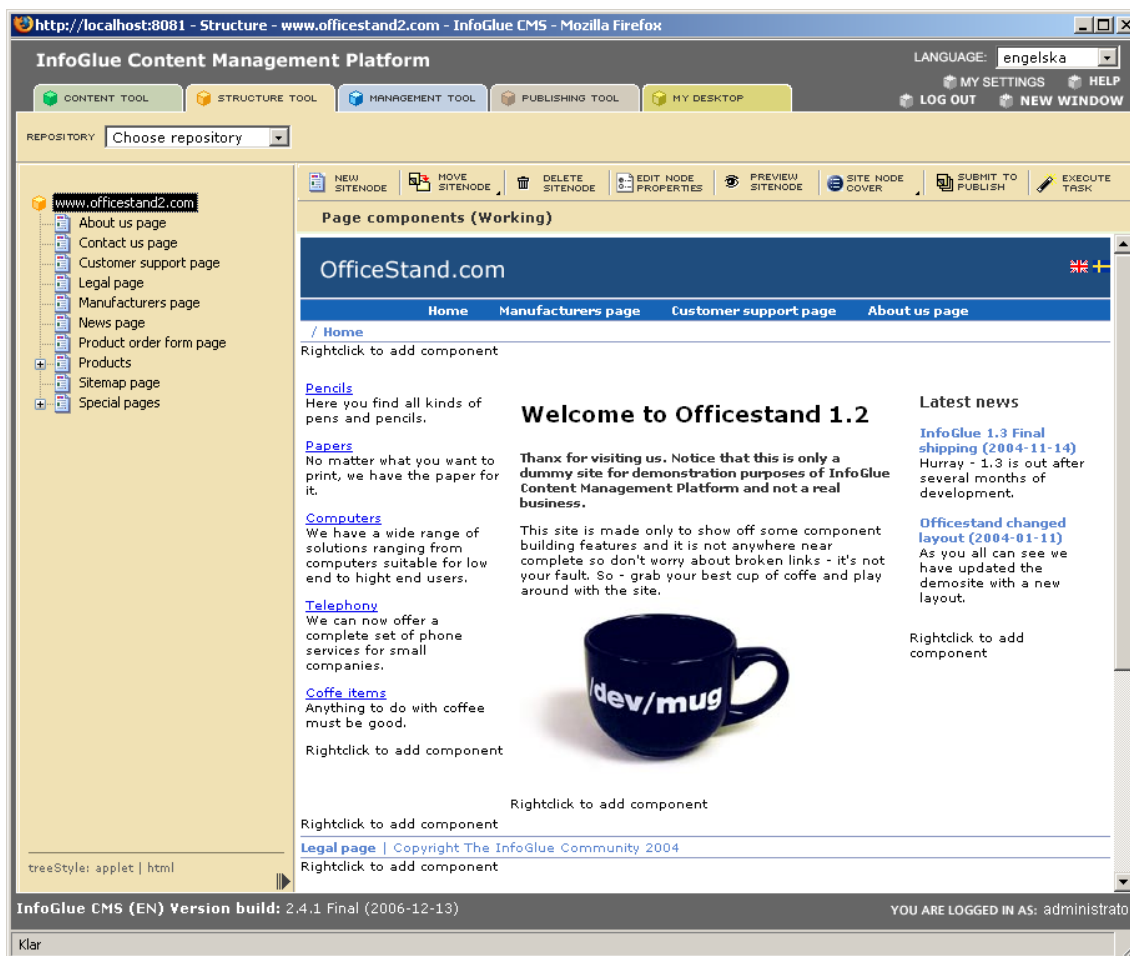 http://localhost:8081 - Structure - www.officestand2.com - InfoGlue CMS - Mozilla Firefox
InfoGlue Content Management Platform
LANGUAGE: engelska
MY SETTINGS HELP
LOG OUT NEW WINDOW
CONTENT TOOL STRUCTURE TOOL MANAGEMENT TOOL PUBLISHING TOOL MY DESKTOP
REPOSITORY Choose repository
www.officestand2.com
About us page
Contact us page
Customer support page
Legal page
Manufacturers page
News page
Product order form page
Products
Sitemap page
Special pages
treeStyle: applet | html
NEW SITENODE MOVE SITENODE DELETE SITENODE EDIT NODE PROPERTIES PREVIEW SITENODE SITE NODE COVER SUBMIT TO PUBLISH EXECUTE TASK
Page components (Working)
OfficeStand.com
Home Manufacturers page Customer support page About us page
/ Home
Rightclick to add component
Pencils
Here you find all kinds of
pens and pencils.
Papers
No matter what you want to
print, we have the paper for
it.
Computers
We have a wide range of
solutions ranging from
computers suitable for low
end to hight end users.
Telephony
We can now offer a
complete set of phone
services for small
companies.
Coffe items
Anything to do with coffee
must be good.
Rightclick to add component
Welcome to Officestand 1.2
Thanx for visiting us. Notice that this is only a
dummy site for demonstration purposes of InfoGlue
Content Management Platform and not a real
business.
This site is made only to show off some component
building features and it is not anywhere near
complete so don't worry about broken links - it's not
your fault. So - grab your best cup of coffe and play
around with the site.
/dev/mug
Rightclick to add component
Latest news
InfoGlue 1.3 Final
shipping (2004-11-14)
Hurray - 1.3 is out after
several months of
development.
Officestand changed
layout (2004-01-11)
As you all can see we
have updated the
demosite with a new
layout.
Rightclick to add
component
Rightclick to add component
Legal page | Copyright The InfoGlue Community 2004
Rightclick to add component
InfoGlue CMS (EN) Version build: 2.4.1 Final (2006-12-13)
YOU ARE LOGGED IN AS: administrato
Klar